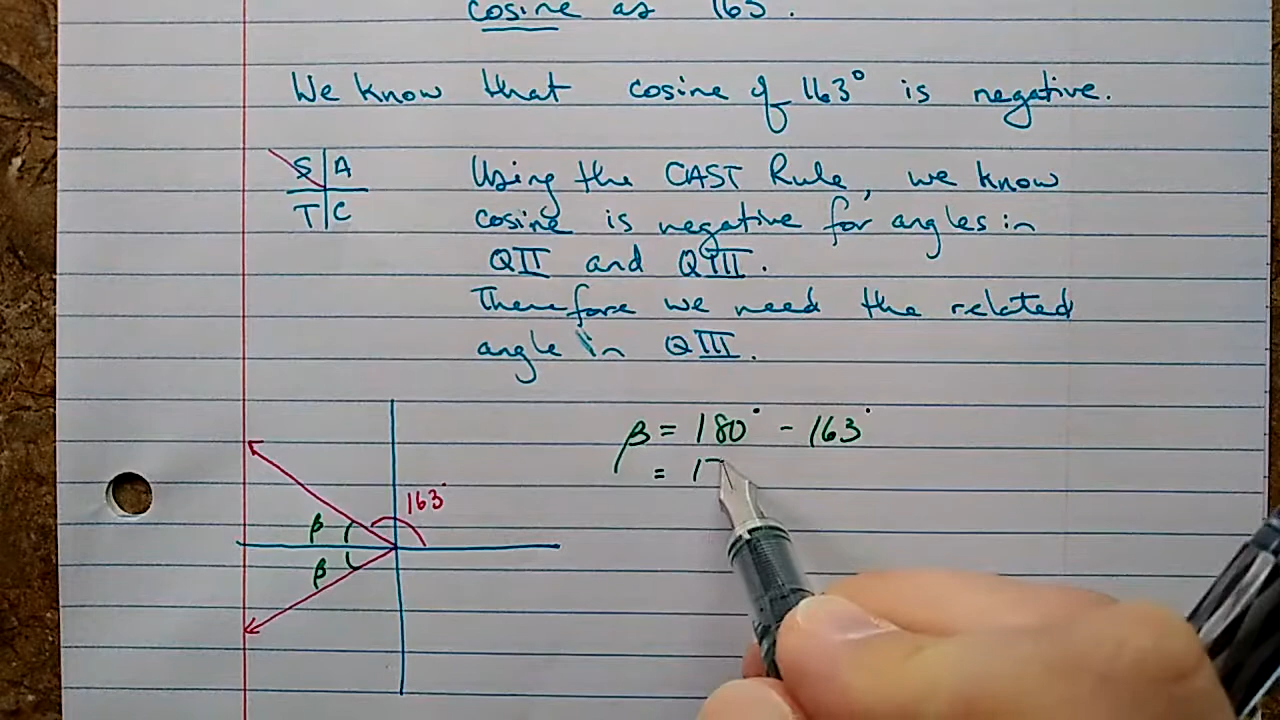 cosine as 163°.
We know that cosine of 163° is negative.
S A
T C
Using the CAST Rule, we know
cosine is negative for angles in
QII and QIII.
Therefore we need the related
angle in QIII.
β = 180° - 163°
= 17
163°
β
β